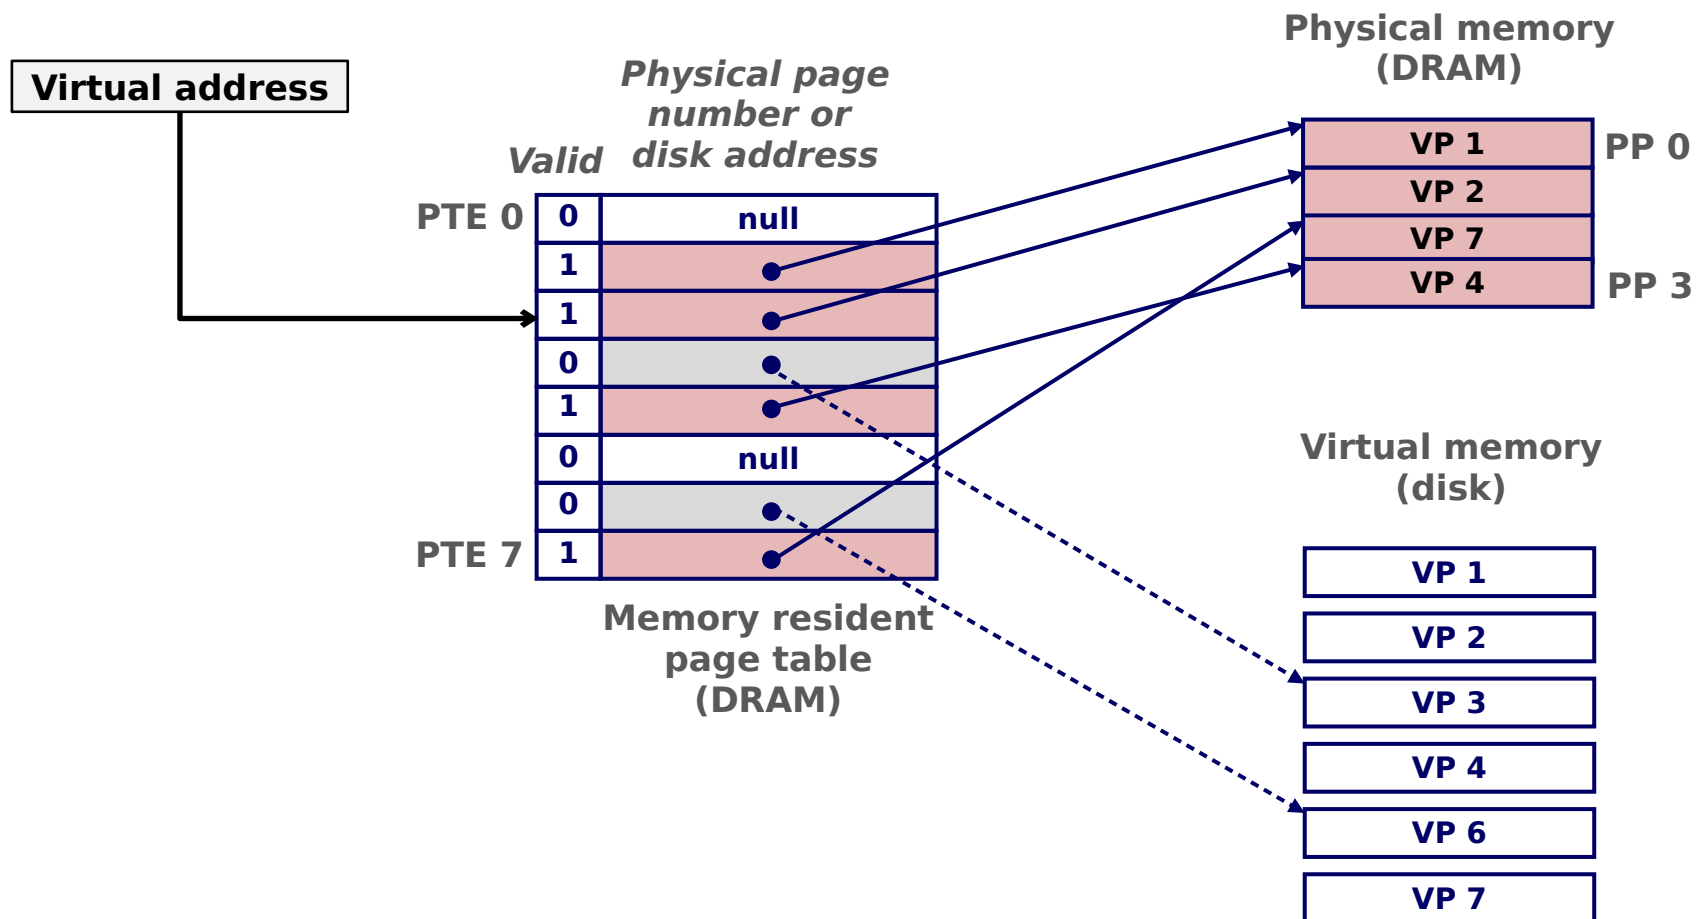 Virtual address
Physical page
number or
disk address
Valid
PTE 0
0
null
1
1
0
1
0
null
0
PTE 7
1
Memory resident
page table
(DRAM)
Physical memory
(DRAM)
VP 1
PP 0
VP 2
VP 7
VP 4
PP 3
Virtual memory
(disk)
VP 1
VP 2
VP 3
VP 4
VP 6
VP 7